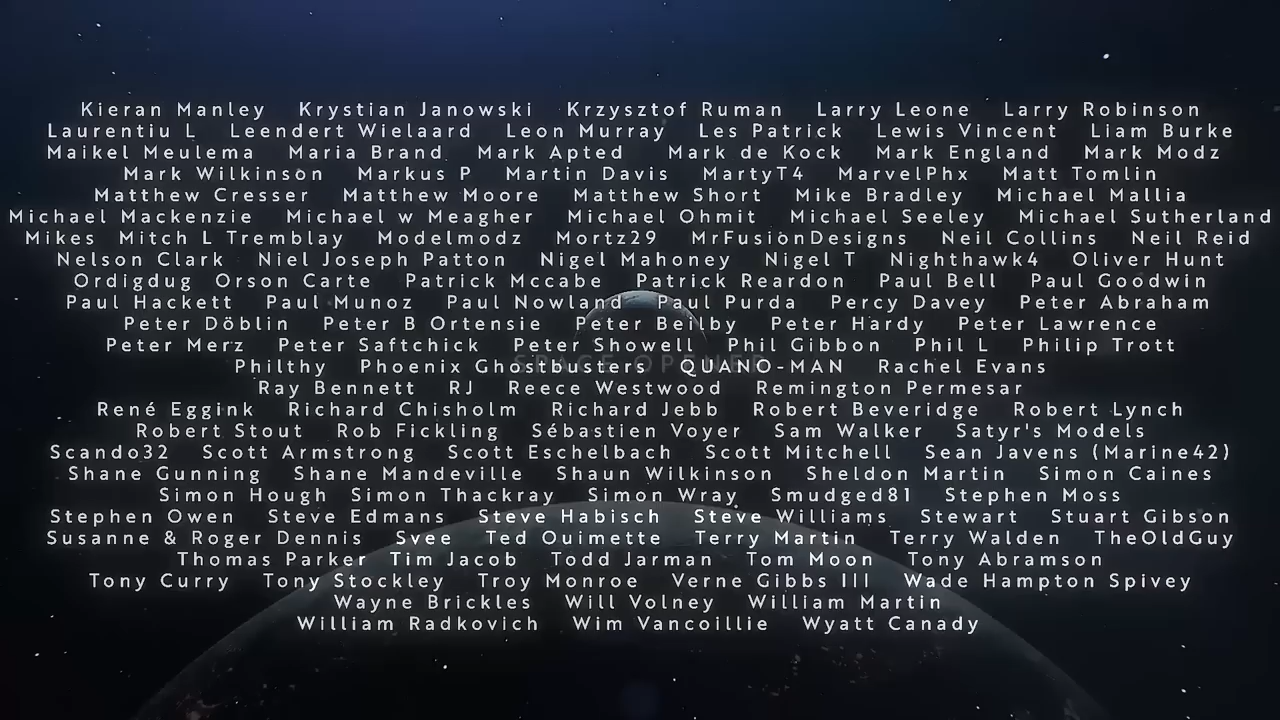 Kieran Manley Krystian Janowski Krzysztof Ruman Larry Leone Larry Robinson
Laurentiu L Leendert Wielaard Leon Murray Les Patrick Lewis Vincent Liam Burke
Maikel Meulema Maria Brand Mark Apted Mark de Kock Mark England Mark Modz
Mark Wilkinson Markus P Martin Davis MartyT4 MarvelPhx Matt Tomlin
Matthew Cresser Matthew Moore Matthew Short Mike Bradley Michael Mallia
Michael Mackenzie Michael w Meagher Michael Ohmit Michael Seeley Michael Sutherland
Mikes Mitch L Tremblay Modelmodz Mortz29 MrFusionDesigns Neil Collins Neil Reid
Nelson Clark Niel Joseph Patton Nigel Mahoney Nigel T Nighthawk4 Oliver Hunt
Ordigdug Orson Carte Patrick Mccabe Patrick Reardon Paul Bell Paul Goodwin
Paul Hackett Paul Munoz Paul Nowland Paul Purda Percy Davey Peter Abraham
Peter Döblin Peter B Ortensie Peter Beilby Peter Hardy Peter Lawrence
Peter Merz Peter Saftchick Peter Showell Phil Gibbon Phil L Philip Trott
SPACE OPENER
Philthy Phoenix Ghostbusters QUANO-MAN Rachel Evans
Ray Bennett RJ Reece Westwood Remington Permesar
René Eggink Richard Chisholm Richard Jebb Robert Beveridge Robert Lynch
Robert Stout Rob Fickling Sébastien Voyer Sam Walker Satyr's Models
Scando32 Scott Armstrong Scott Eschelbach Scott Mitchell Sean Javens (Marine42)
Shane Gunning Shane Mandeville Shaun Wilkinson Sheldon Martin Simon Caines
Simon Hough Simon Thackray Simon Wray Smudged81 Stephen Moss
Stephen Owen Steve Edmans Steve Habisch Steve Williams Stewart Stuart Gibson
Susanne & Roger Dennis Svee Ted Ouimette Terry Martin Terry Walden TheOldGuy
Thomas Parker Tim Jacob Todd Jarman Tom Moon Tony Abramson
Tony Curry Tony Stockley Troy Monroe Verne Gibbs III Wade Hampton Spivey
Wayne Brickles Will Volney William Martin
William Radkovich Wim Vancoillie Wyatt Canady